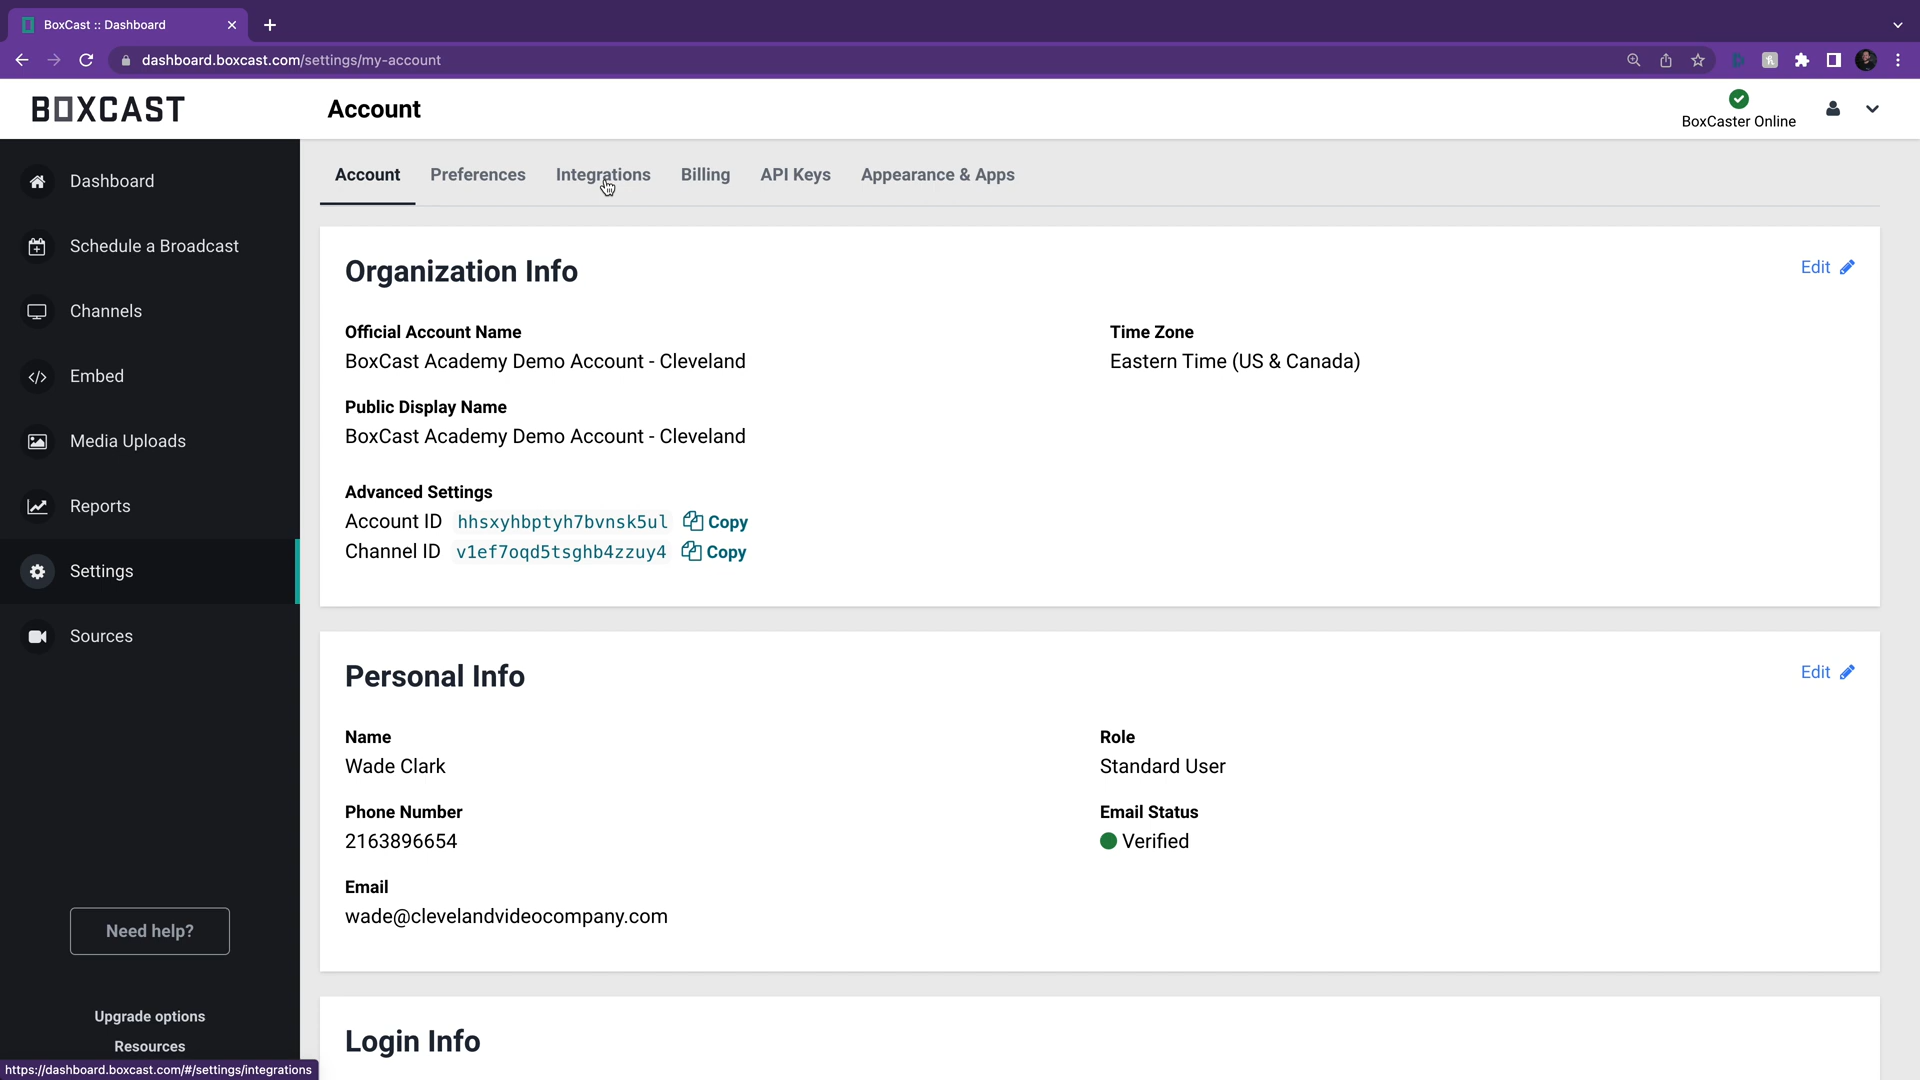 BoxCast :: Dashboard
dashboard.boxcast.com/settings/my-account
BOXCAST
Account
BoxCaster Online
Dashboard
Schedule a Broadcast
Channels
Embed
Media Uploads
Reports
Settings
Sources
Need help?
Upgrade options
Resources
https://dashboard.boxcast.com/#/settings/integrations
Account Preferences Integrations Billing API Keys Appearance & Apps
Organization Info
Edit
Official Account Name
BoxCast Academy Demo Account - Cleveland
Time Zone
Eastern Time (US & Canada)
Public Display Name
BoxCast Academy Demo Account - Cleveland
Advanced Settings
Account ID hhsxyhbptyh7bvnsk5ul Copy
Channel ID v1ef7oqd5tsghb4zzuy4 Copy
Personal Info
Edit
Name
Wade Clark
Role
Standard User
Phone Number
2163896654
Email Status
Verified
Email
wade@clevelandvideocompany.com
Login Info